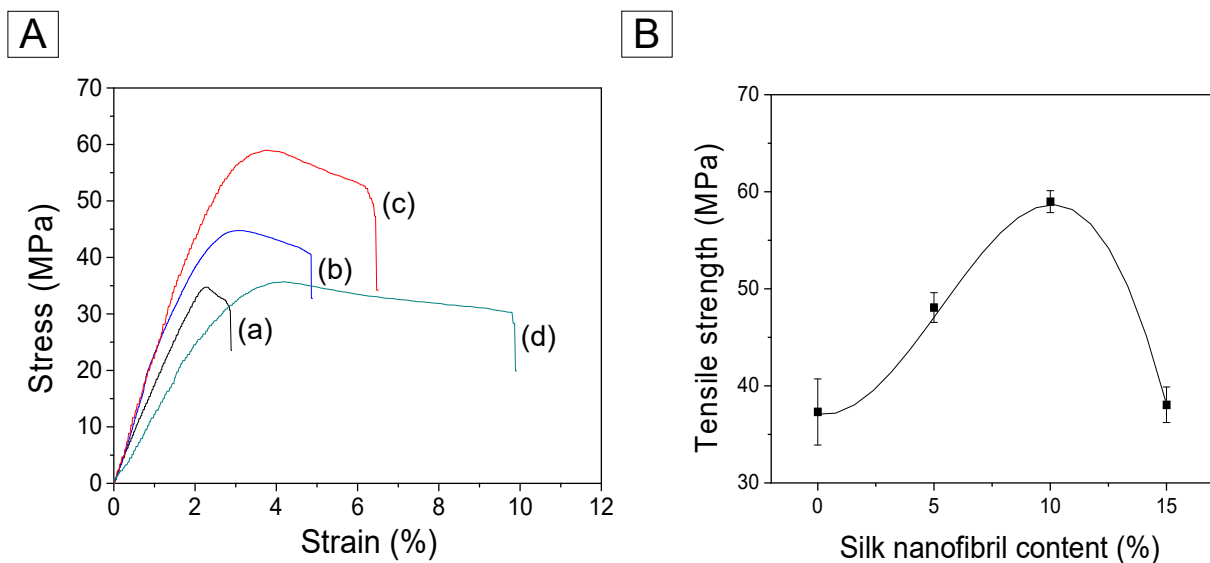 A
B
Stress (MPa)
70
60
50
40
30
20
10
0
(c)
(b)
(a)
(d)
0 2 4 6 8 10 12
Strain (%)
Tensile strength (MPa)
70
60
50
40
30
0 5 10 15
Silk nanofibril content (%)